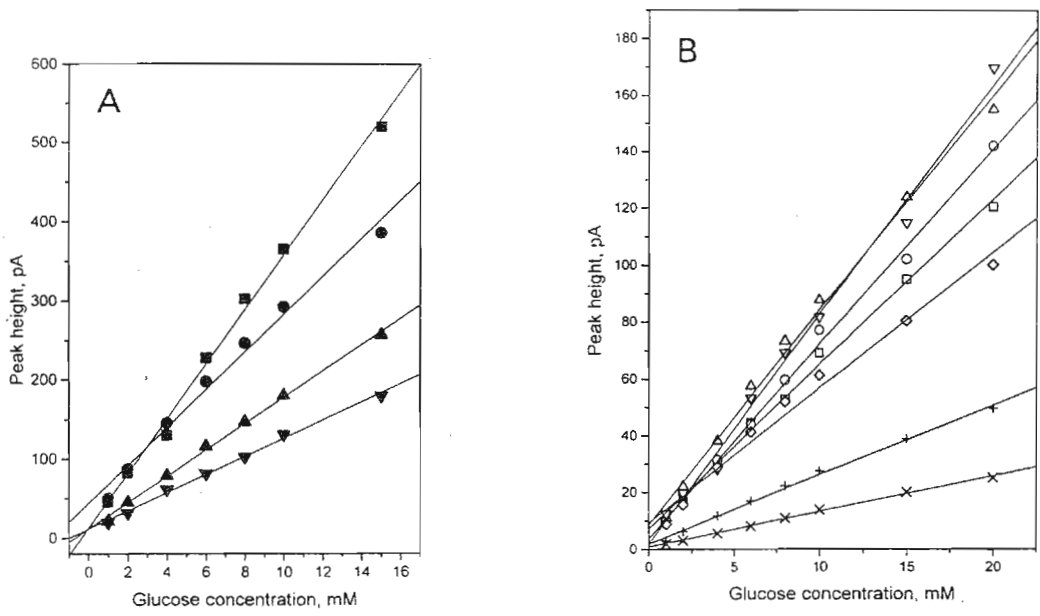 A
Peak height, pA
600
500
400
300
200
100
0
0 2 4 6 8 10 12 14 16
Glucose concentration, mM
B
Peak height, pA
180
160
140
120
100
80
60
40
20
0
0 5 10 15 20
Glucose concentration, mM